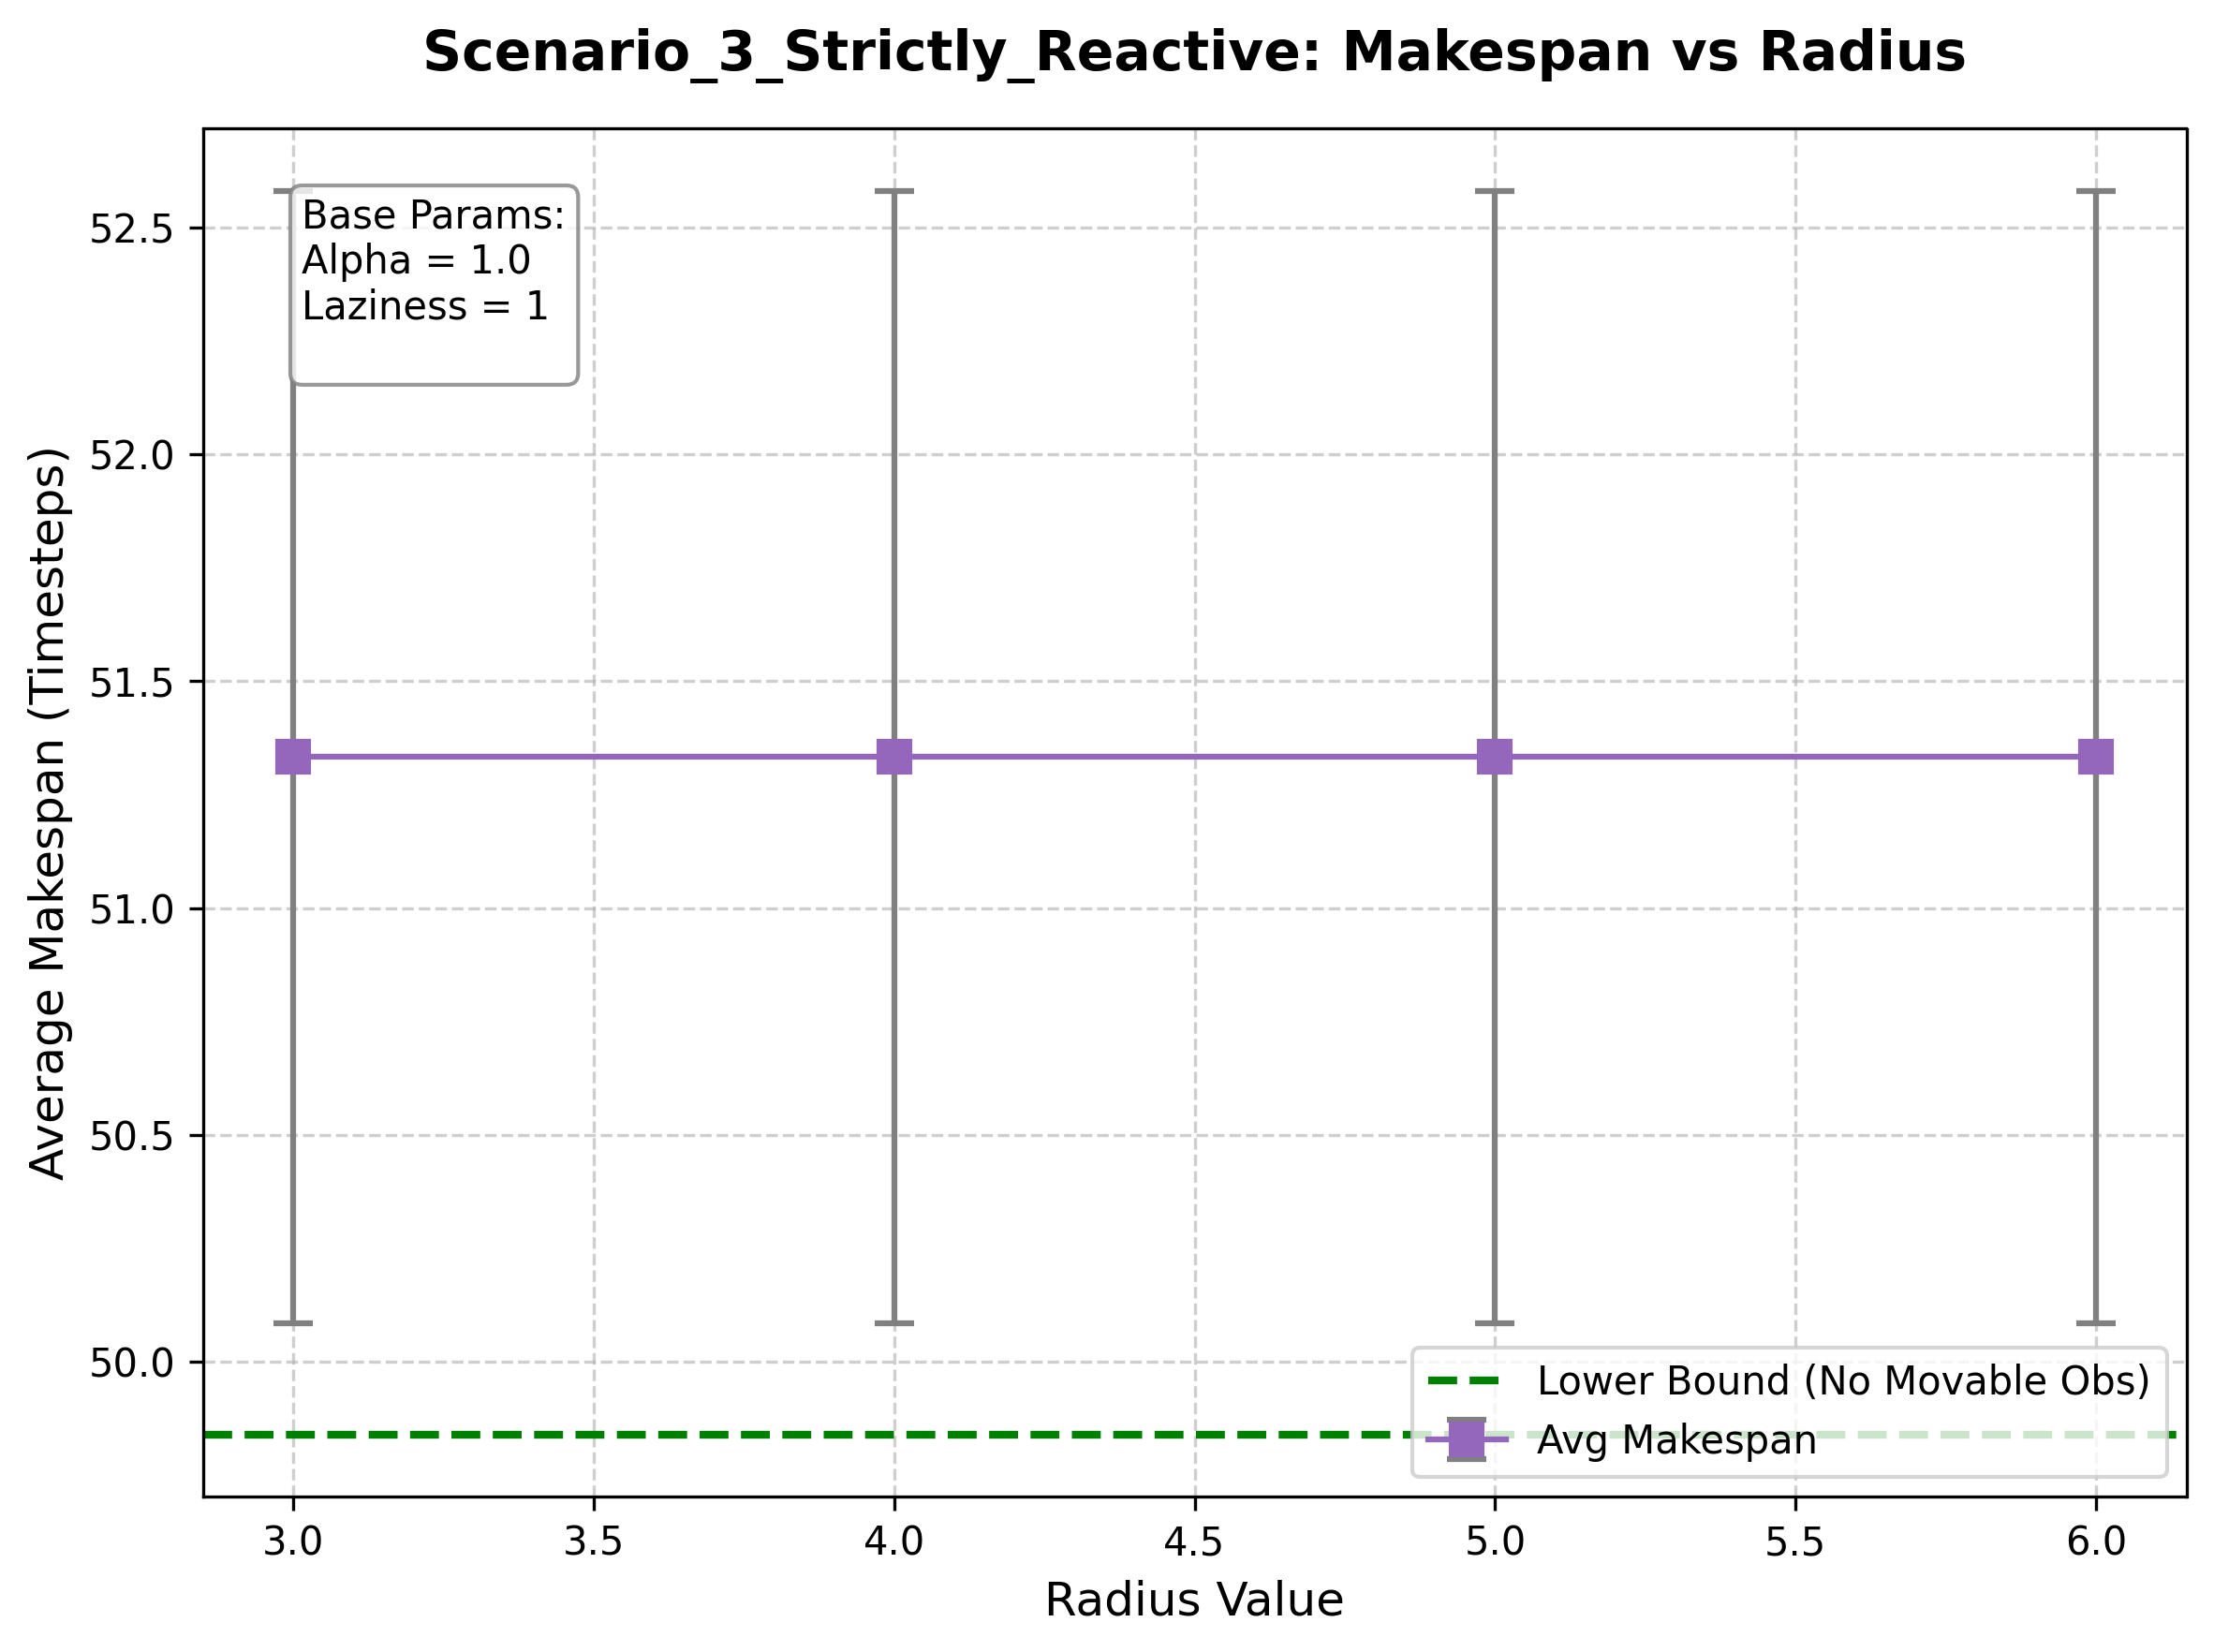 Scenario_3_Strictly_Reactive: Makespan vs Radius
Base Params:
Alpha = 1.0
Laziness = 1
52.5
52.0
51.5
51.0
50.5
50.0
Average Makespan (Timesteps)
Lower Bound (No Movable Obs)
Avg Makespan
3.0
3.5
4.0
4.5
5.0
5.5
6.0
Radius Value